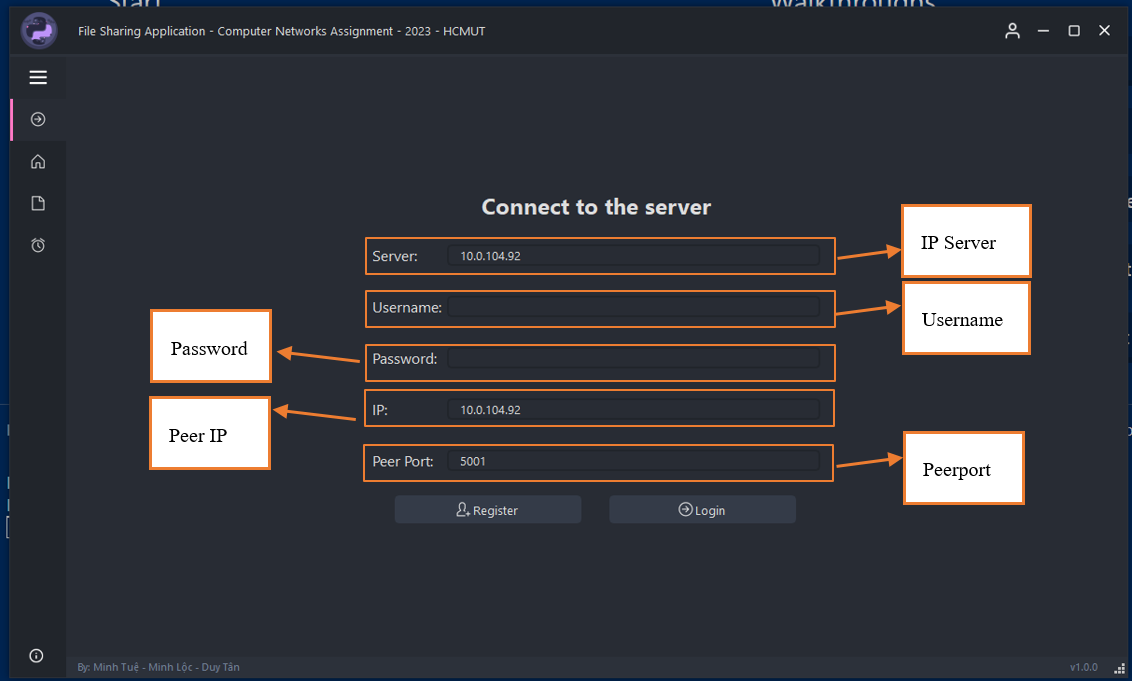 Start
Walkthroughs
File Sharing Application - Computer Networks Assignment - 2023 - HCMUT
Connect to the server
Server: 10.0.104.92
IP Server
Username:
Username
Password:
Password
IP: 10.0.104.92
Peer IP
Peer Port: 5001
Peerport
Register
Login
By: Minh Tuệ - Minh Lộc - Duy Tân
v1.0.0